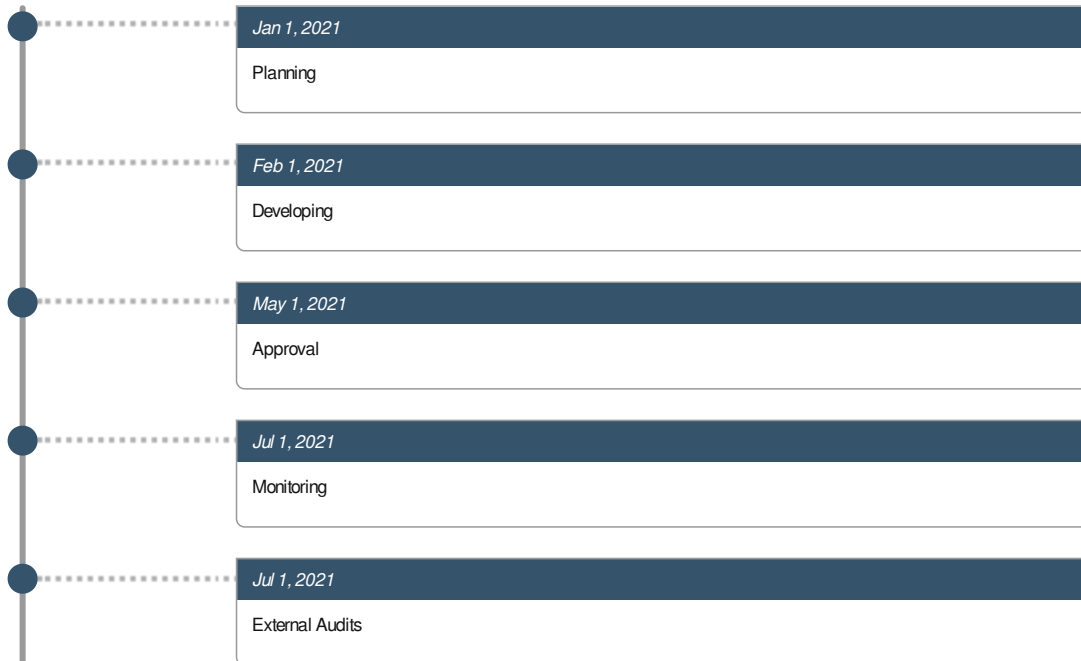 Jan 1, 2021
Planning
Feb 1, 2021
Developing
May 1, 2021
Approval
Jul 1, 2021
Monitoring
Jul 1, 2021
External Audits